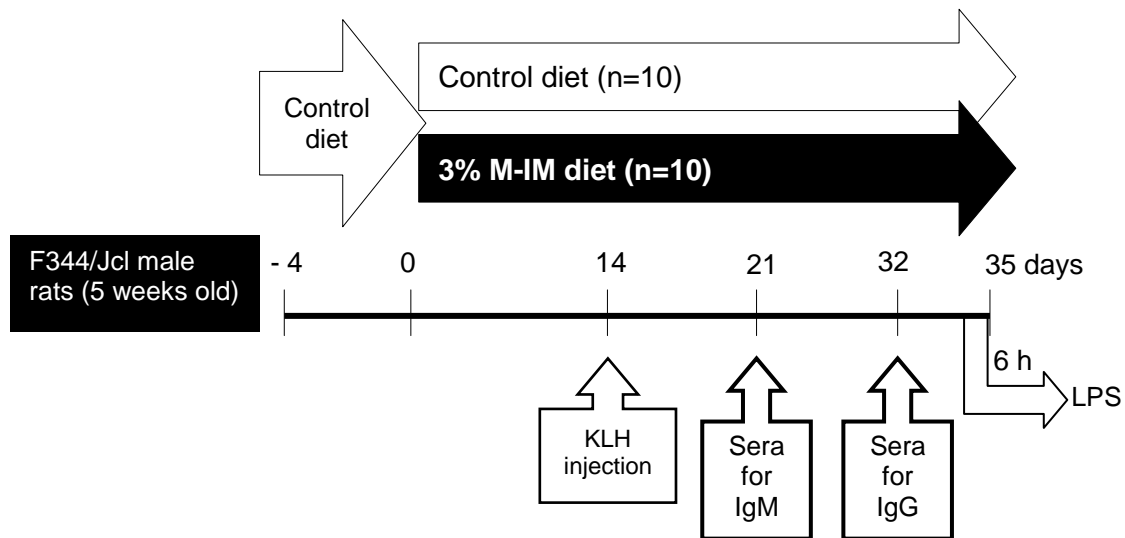 Control diet (n=10)
Control
diet
3% M-IM diet (n=10)
F344/Jcl male
rats (5 weeks old)
- 4 0 14 21 32 35 days
6 h
LPS
KLH
injection
Sera
for
IgM
Sera
for
IgG